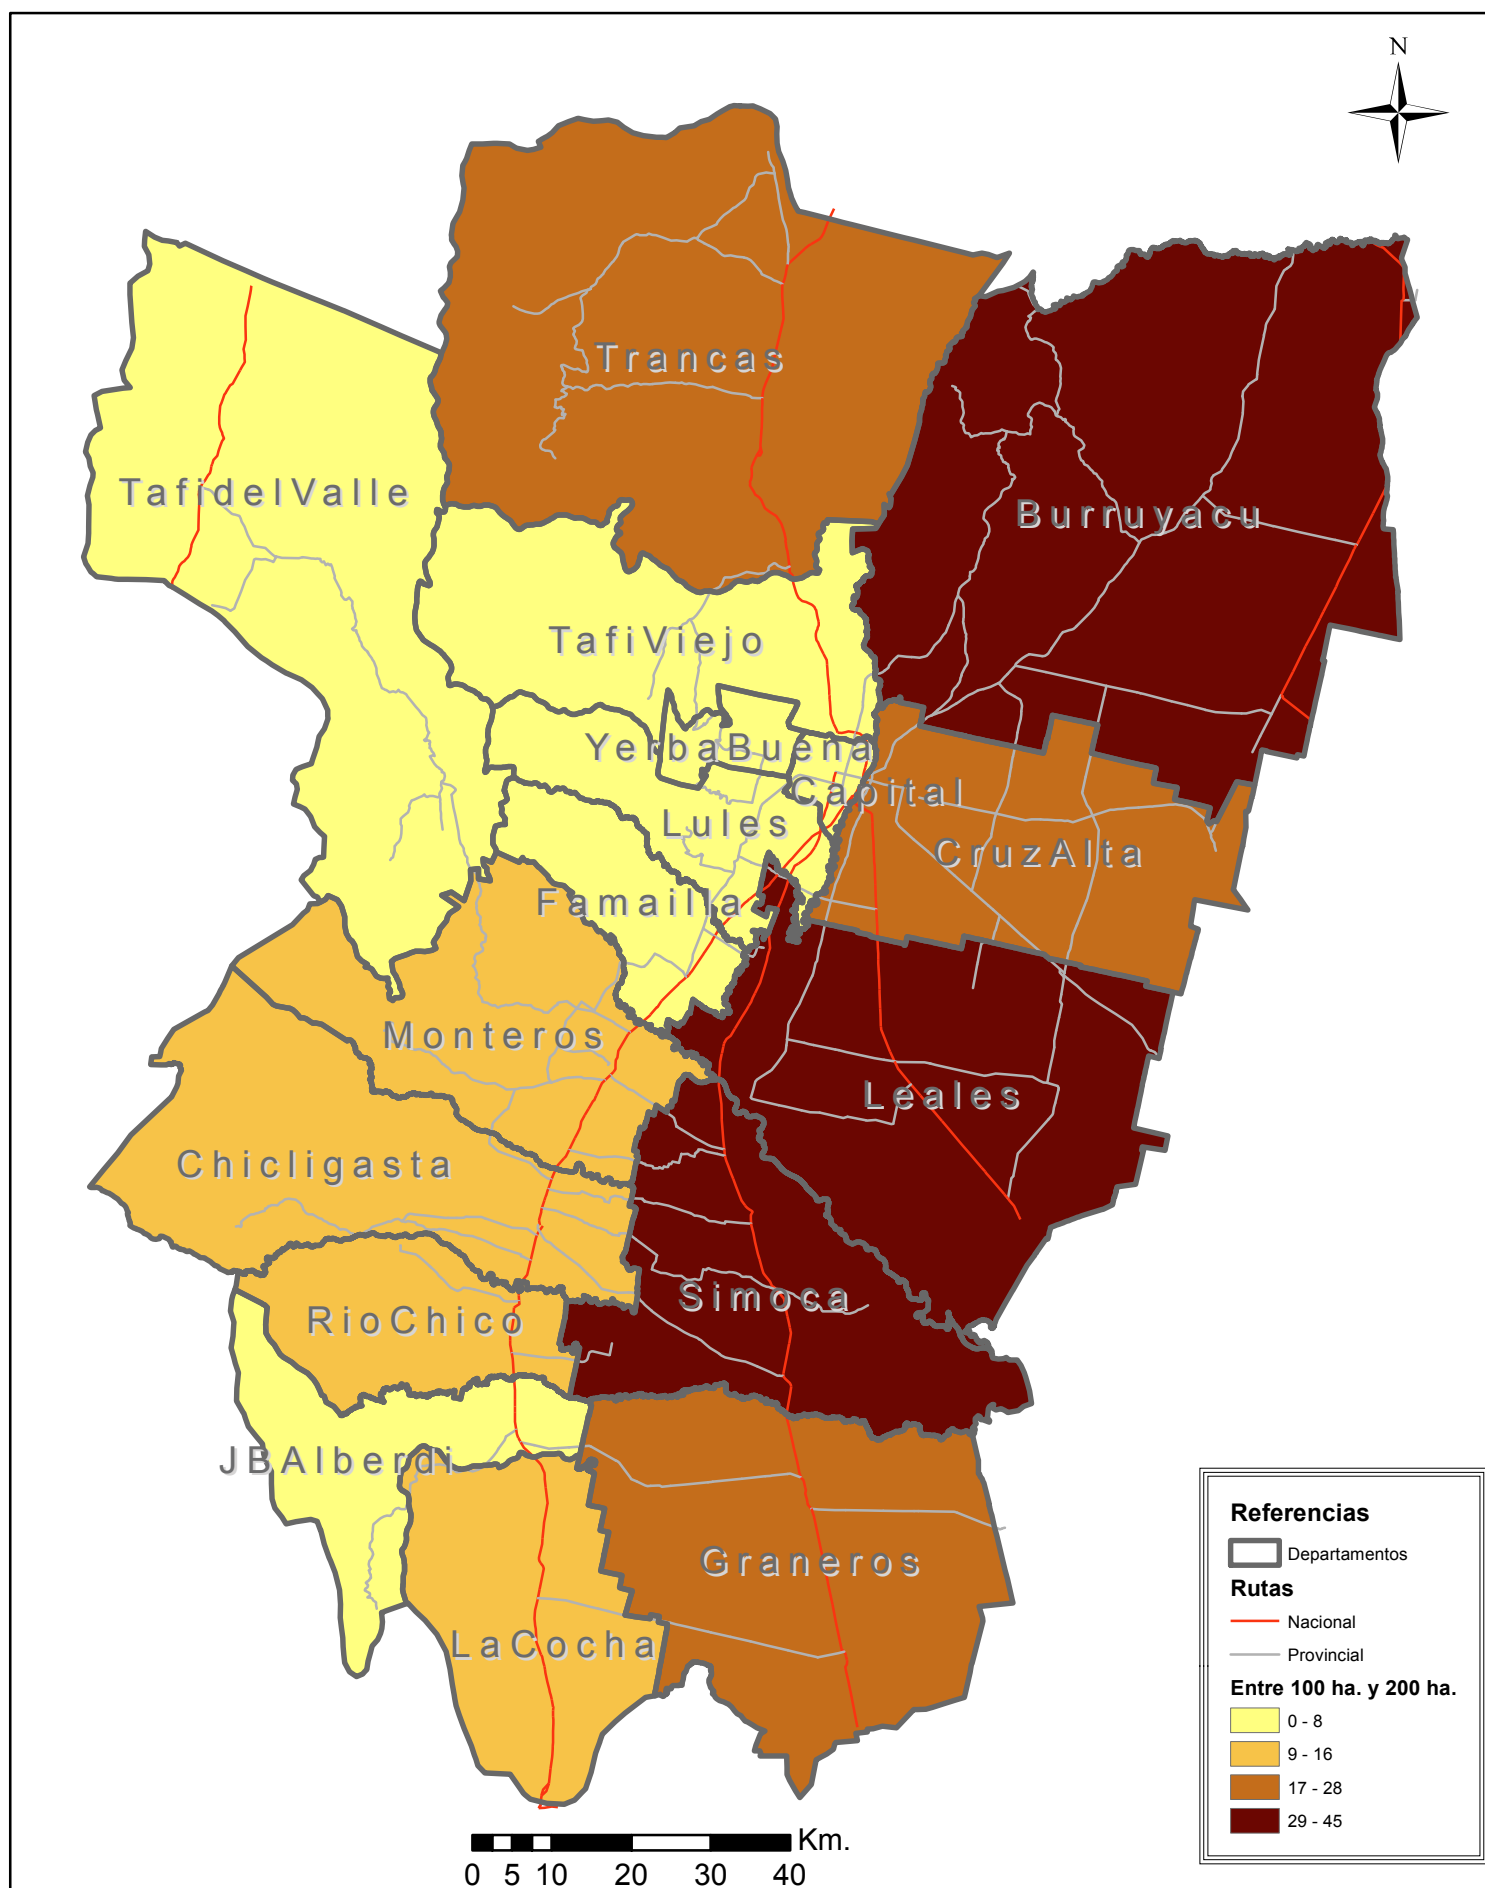 N
Trancas
TafidelValle
Burruyacu
TafiViejo
YerbaBuena
Capital
Lules
CruzAlta
Famailla
Monteros
Leales
Chicligasta
Simoca
RioChico
JBAlberdi
Graneros
LaCocha
Referencias
Departamentos
Rutas
Nacional
Provincial
Entre 100 ha. y 200 ha.
0 - 8
9 - 16
17 - 28
29 - 45
Km.
0 5 10 20 30 40